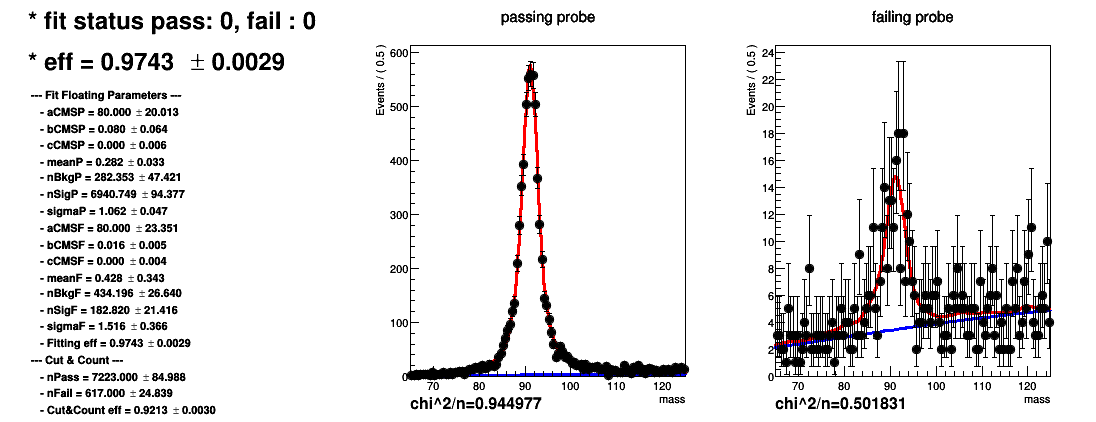 * fit status pass: 0, fail : 0
* eff = 0.9743 ± 0.0029
--- Fit Floating Parameters ---
- aCMSP = 80.000 ± 20.013
- bCMSP = 0.080 ± 0.064
- cCMSP = 0.000 ± 0.006
- meanP = 0.282 ± 0.033
- nBkgP = 282.353 ± 47.421
- nSigP = 6940.749 ± 94.377
- sigmaP = 1.062 ± 0.047
- aCMSF = 80.000 ± 23.351
- bCMSF = 0.016 ± 0.005
- cCMSF = 0.000 ± 0.004
- meanF = 0.428 ± 0.343
- nBkgF = 434.196 ± 26.640
- nSigF = 182.820 ± 21.416
- sigmaF = 1.516 ± 0.366
- Fitting eff = 0.9743 ± 0.0029
--- Cut & Count ---
- nPass = 7223.000 ± 84.988
- nFail = 617.000 ± 24.839
- Cut&Count eff = 0.9213 ± 0.0030
passing probe
Events / ( 0.5 )
600
500
400
300
200
100
0
70 80 90 100 110 120
mass
chi^2/n=0.944977
failing probe
Events / ( 0.5 )
24
22
20
18
16
14
12
10
8
6
4
2
0
70 80 90 100 110 120
mass
chi^2/n=0.501831